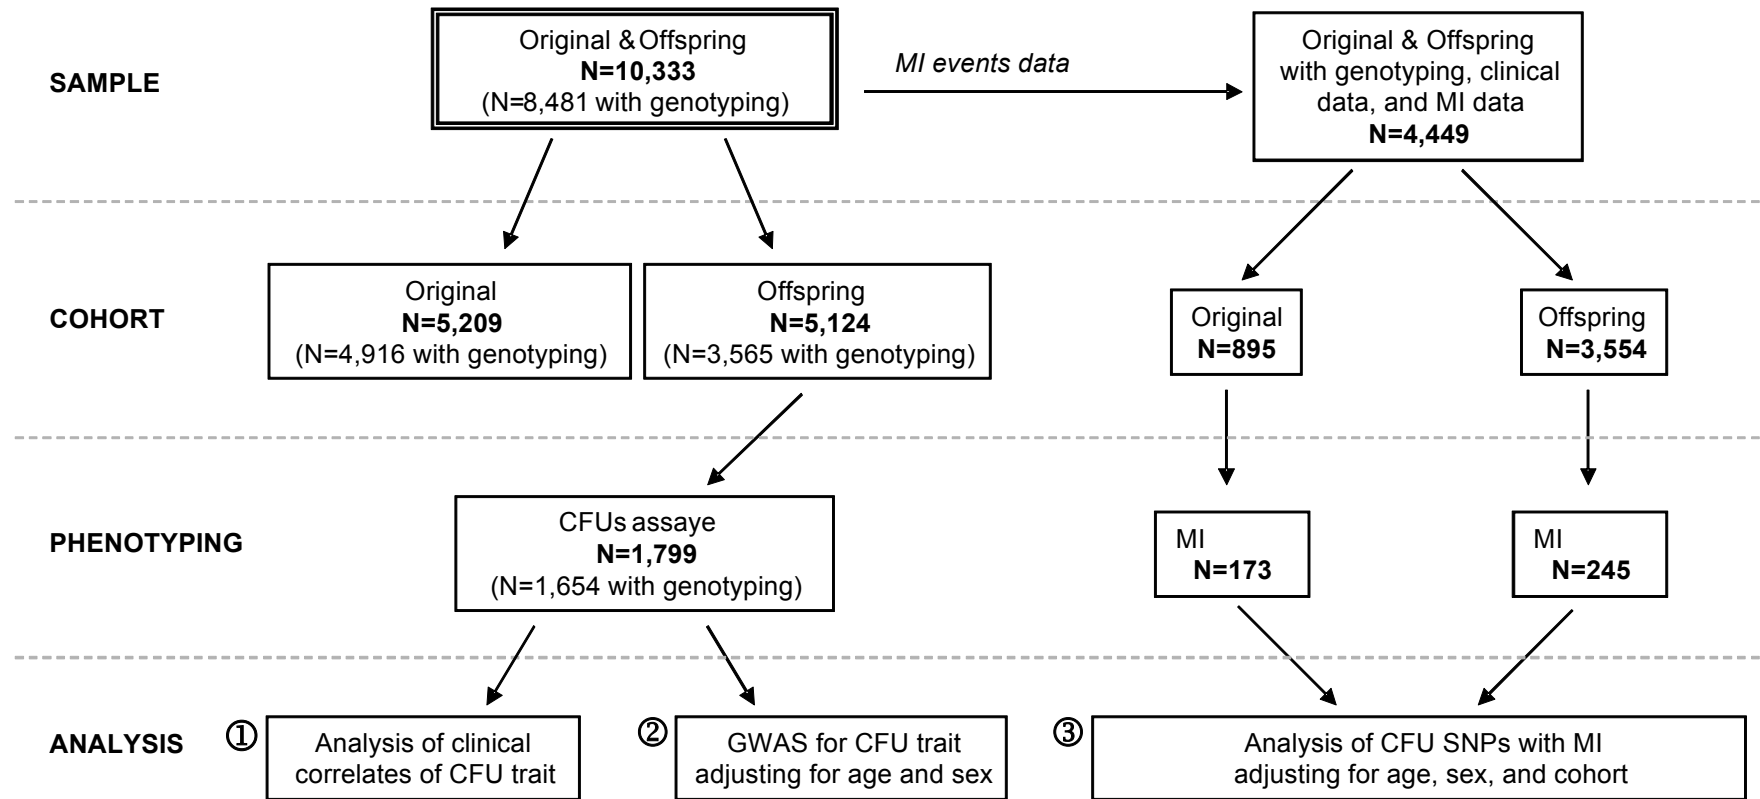 SAMPLE
Original & Offspring
N=10,333
(N=8,481 with genotyping)
MI events data
Original & Offspring
with genotyping, clinical
data, and MI data
N=4,449
COHORT
Original
N=5,209
(N=4,916 with genotyping)
Offspring
N=5,124
(N=3,565 with genotyping)
Original
N=895
Offspring
N=3,554
PHENOTYPING
CFUs assaye
N=1,799
(N=1,654 with genotyping)
MI
N=173
MI
N=245
ANALYSIS
①
Analysis of clinical
correlates of CFU trait
②
GWAS for CFU trait
adjusting for age and sex
③
Analysis of CFU SNPs with MI
adjusting for age, sex, and cohort